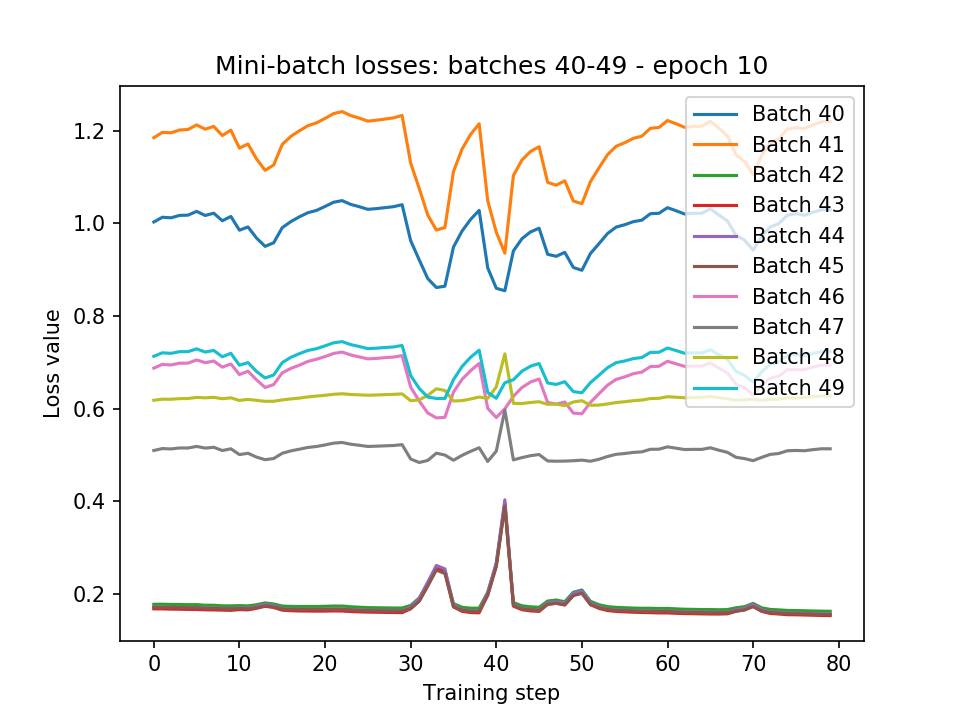 Mini-batch losses: batches 40-49 - epoch 10
Batch 40
Batch 41
Batch 42
Batch 43
Batch 44
Batch 45
Batch 46
Batch 47
Batch 48
Batch 49
1.2
1.0
0.8
0.6
0.4
0.2
Loss value
0 10 20 30 40 50 60 70 80
Training step